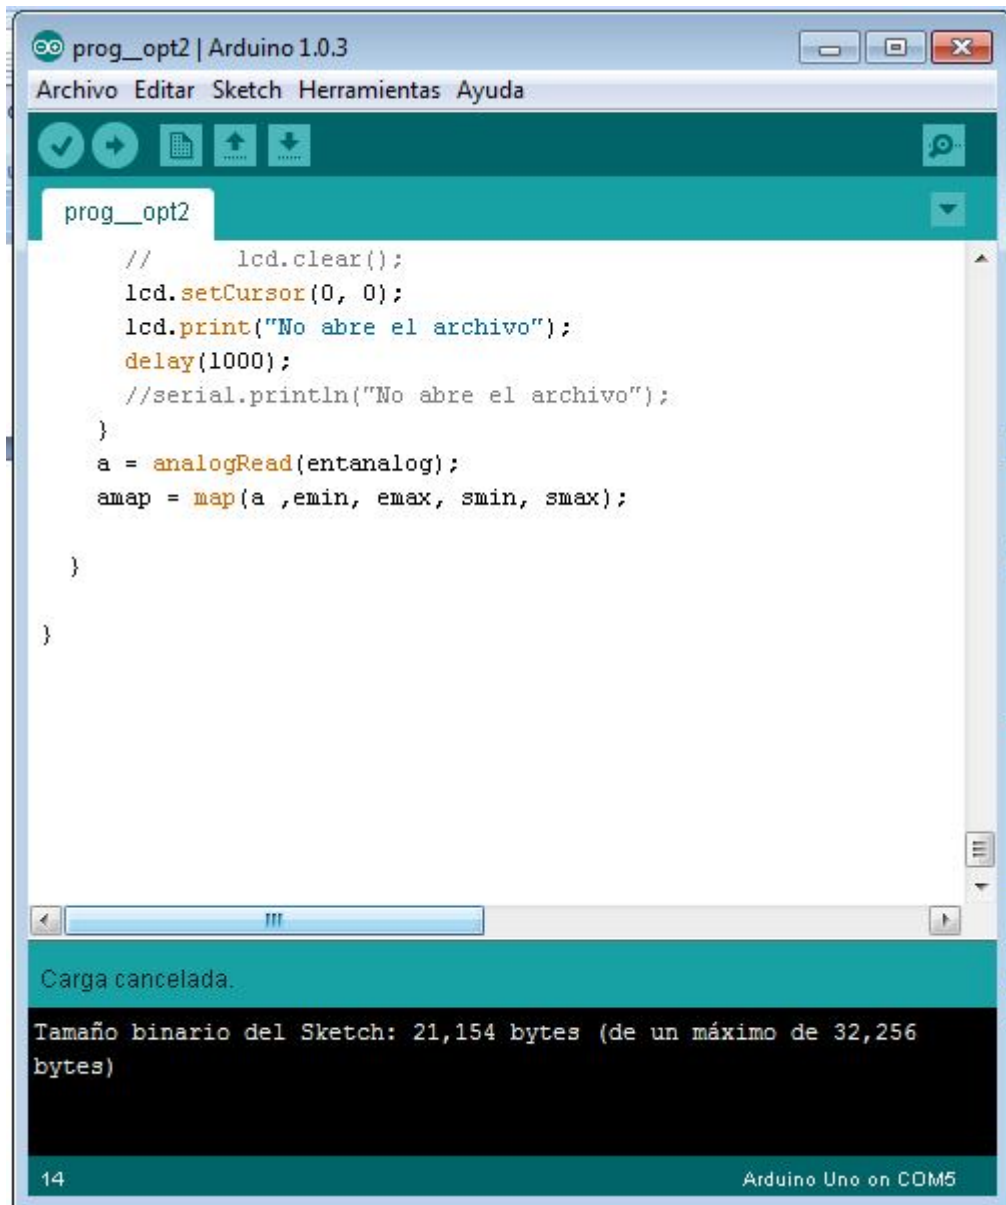 prog__opt2 | Arduino 1.0.3
Archivo Editar Sketch Herramientas Ayuda
prog__opt2
//      lcd.clear();
lcd.setCursor(0, 0);
lcd.print("No abre el archivo");
delay(1000);
//serial.println("No abre el archivo");
}
a = analogRead(entanalog);
amap = map(a ,emin, emax, smin, smax);
}
}
Carga cancelada.
Tamaño binario del Sketch: 21,154 bytes (de un máximo de 32,256
bytes)
14
Arduino Uno on COM5